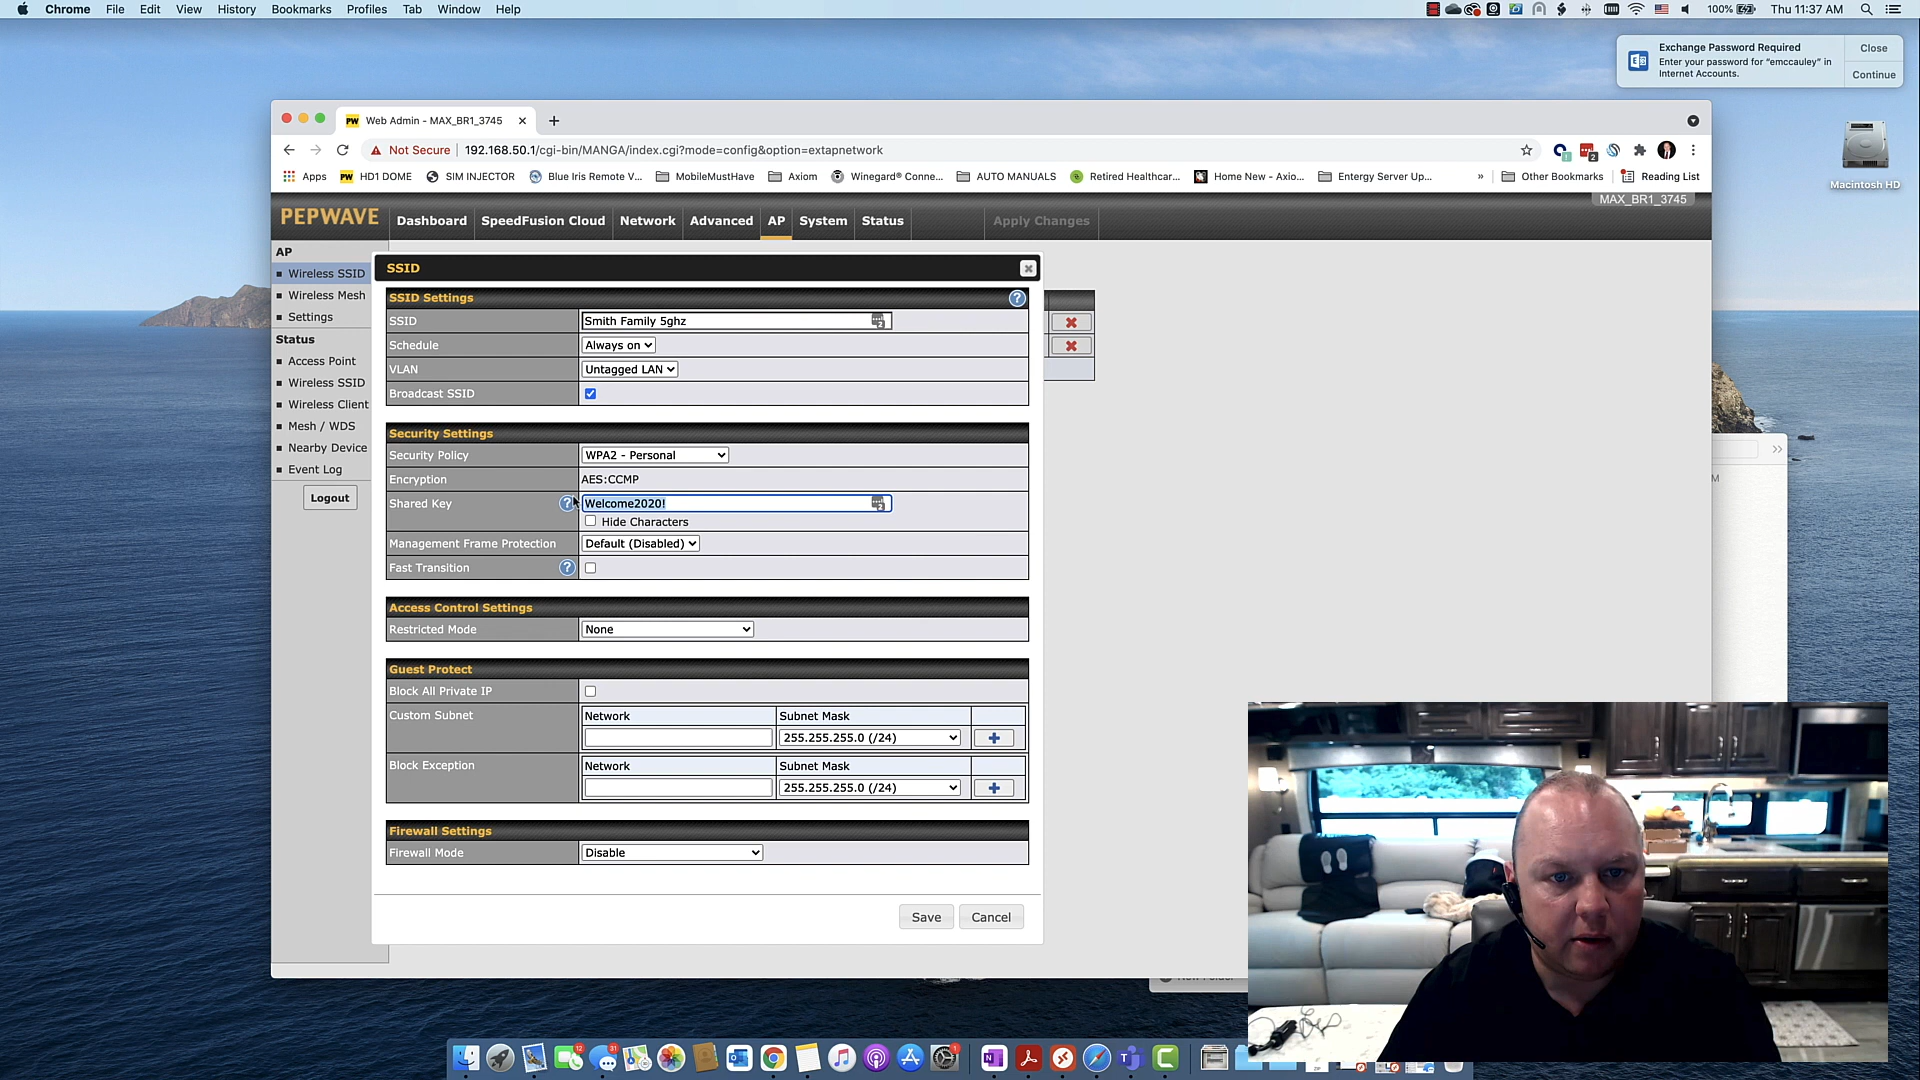 Chrome File Edit View History Bookmarks Profiles Tab Window Help
100% Thu 11:37 AM
Exchange Password Required
Enter your password for "emccauley" in
Internet Accounts.
Close
Continue
Macintosh HD
PW Web Admin - MAX_BR1_3745
Not Secure 192.168.50.1/cgi-bin/MANGA/index.cgi?mode=config&option=extapnetwork
Apps PW HD1 DOME SIM INJECTOR Blue Iris Remote V... MobileMustHave Axiom Winegard® Conne... AUTO MANUALS Retired Healthcar... Home New - Axio... Entergy Server Up... » Other Bookmarks Reading List
MAX_BR1_3745
PEPWAVE Dashboard SpeedFusion Cloud Network Advanced AP System Status Apply Changes
AP
Wireless SSID
Wireless Mesh
Settings
Status
Access Point
Wireless SSID
Wireless Client
Mesh / WDS
Nearby Device
Event Log
Logout
SSID
SSID Settings
SSID Smith Family 5ghz
Schedule Always on
VLAN Untagged LAN
Broadcast SSID
Security Settings
Security Policy WPA2 - Personal
Encryption AES:CCMP
Shared Key Welcome2020!
Hide Characters
Management Frame Protection Default (Disabled)
Fast Transition
Access Control Settings
Restricted Mode None
Guest Protect
Block All Private IP
Custom Subnet Network Subnet Mask
255.255.255.0 (/24)
Block Exception Network Subnet Mask
255.255.255.0 (/24)
Firewall Settings
Firewall Mode Disable
Save Cancel